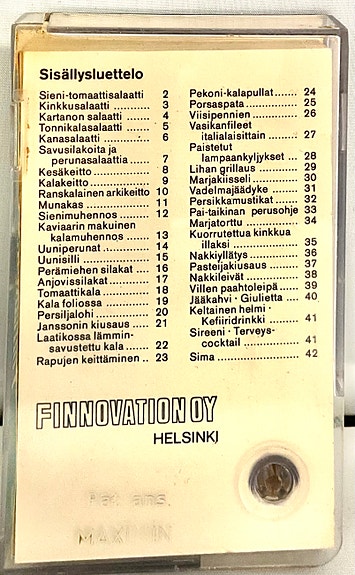 Sisällysluettelo
Sieni-tomaattisalaatti 2
Kinkkusalaatti .... 3
Kartanon salaatti 4
Tonnikalasalaatti 5
Kanasalaatti ....... 6
Savusilakoita ja
perunasalaattia .. 7
Kesäkeitto ......... 8
Kalakeitto ......... 9
Ranskalainen arkikeitto 10
Munakas ......... 11
Sienimuhennos ...... 12
Kaviaarin makuinen
kalamuhennos .... 13
Uuniperunat ....... 14
Uunisilli .......... 15
Perämiehen silakat .... 16
Anjovissilakat ....... 17
Tomaattikala ....... 18
Kala foliossa ....... 19
Persiljalohi ........ 20
Janssonin kiusaus ..... 21
Laatikossa lämmin-
savustettu kala ...... 22
Rapujen keittäminen .. 23
Pekoni-kalapullat ...... 24
Porsaspata .......... 25
Viisipennien ......... 26
Vasikanfileet
italialaisittain ....... 27
Paistetut
lampaankyljykset ... 28
Lihan grillaus ....... 29
Marjakiisseli ........ 30
Vadelmajäädyke ...... 31
Persikkamustikat ...... 32
Pai-taikinan perusohje 33
Marjatorttu ......... 34
Kuorrutettua kinkkua
illaksi ............ 35
Nakkiyllätys ........ 36
Pasteijakiusaus ...... 37
Nakkileivät ......... 38
Villen paahtoleipä ..... 39
Jääkahvi · Giulietta .... 40
Keltainen helmi ·
Kefiiridrinkki ...... 41
Sireeni · Terveys-
cocktail .......... 41
Sima ............. 42
FINNOVATION OY
HELSINKI